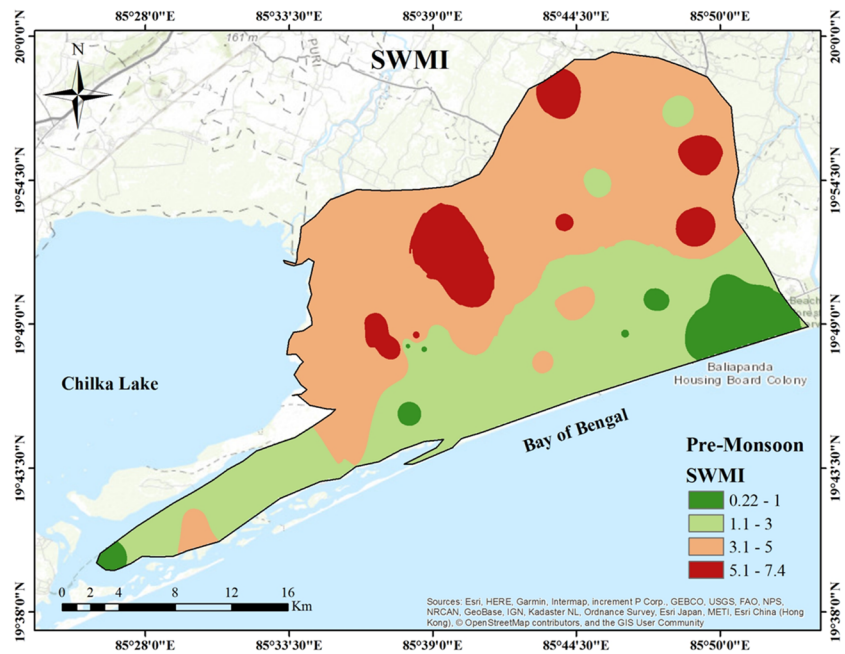 85°28'0"E 85°33'30"E 85°39'0"E 85°44'30"E 85°50'0"E
20°0'0"N
161 m
PURI
SWMI
N
20°0'0"N
19°54'30"N
19°54'30"N
19°49'0"N
19°49'0"N
Beach
Chilka Lake
Baliapanda
Housing Board Colony
Bay of Bengal
Pre-Monsoon
SWMI
19°43'30"N
19°43'30"N
0.22 - 1
1.1 - 3
3.1 - 5
5.1 - 7.4
0 2 4 8 12 16
Km
Sources: Esri, HERE, Garmin, Intermap, increment P Corp., GEBCO, USGS, FAO, NPS,
NRCAN, GeoBase, IGN, Kadaster NL, Ordnance Survey, Esri Japan, METI, Esri China (Hong
Kong), © OpenStreetMap contributors, and the GIS User Community
19°38'0"N
19°38'0"N
85°28'0"E 85°33'30"E 85°39'0"E 85°44'30"E 85°50'0"E